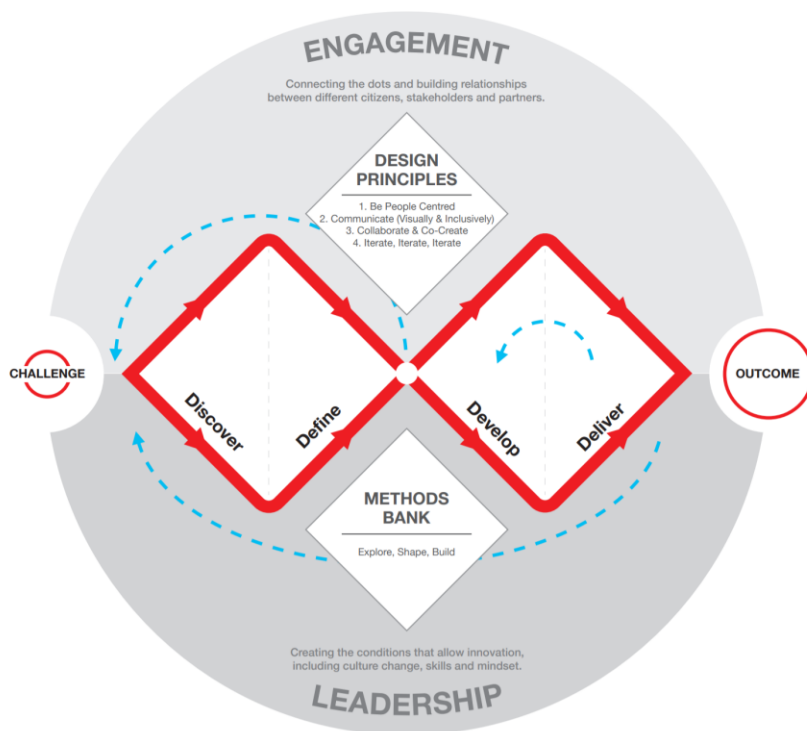 ENGAGEMENT
Connecting the dots and building relationships
between different citizens, stakeholders and partners.
DESIGN
PRINCIPLES
1. Be People Centred
2. Communicate (Visually & Inclusively)
3. Collaborate & Co-Create
4. Iterate, Iterate, Iterate
CHALLENGE
Discover
Define
Develop
Deliver
OUTCOME
METHODS
BANK
Explore, Shape, Build
Creating the conditions that allow innovation,
including culture change, skills and mindset.
LEADERSHIP